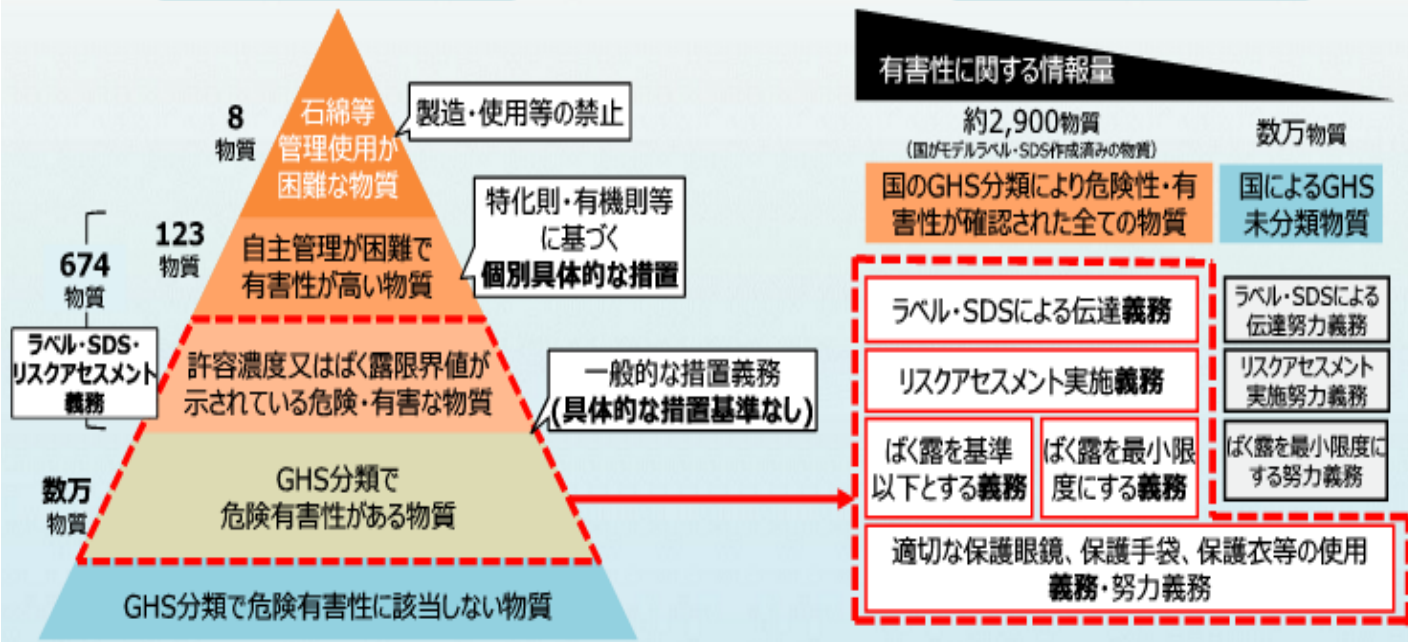 石綿等
管理使用が
困難な物質
8
物質
製造・使用等の禁止
自主管理が困難で
有害性が高い物質
123
物質
特化則・有機則等
に基づく
個別具体的な措置
674
物質
ラベル・SDS・
リスクアセスメント
義務
許容濃度又はばく露限界値が
示されている危険・有害な物質
一般的な措置義務
(具体的な措置基準なし)
GHS分類で
危険有害性がある物質
数万
物質
GHS分類で危険有害性に該当しない物質
有害性に関する情報量
約2,900物質
(国がモデルラベル・SDS作成済みの物質)
数万物質
国のGHS分類により危険性・有
害性が確認された全ての物質
国によるGHS
未分類物質
ラベル・SDSによる伝達義務
ラベル・SDSによる
伝達努力義務
リスクアセスメント実施義務
リスクアセスメント
実施努力義務
ばく露を基準
以下とする義務
ばく露を最小限
度にする義務
ばく露を最小限度に
する努力義務
適切な保護眼鏡、保護手袋、保護衣等の使用
義務・努力義務